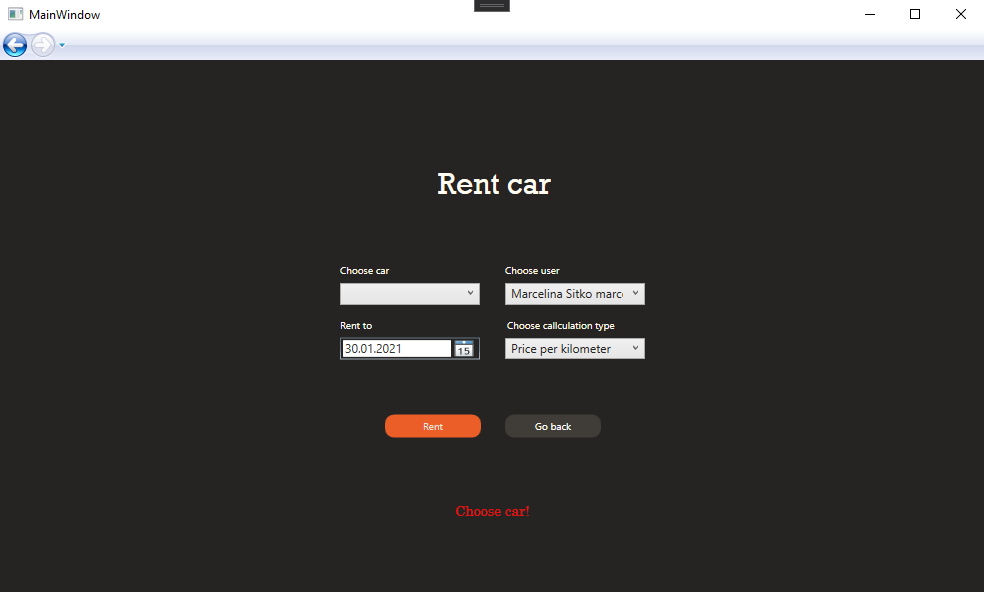 MainWindow
Rent car
Choose car
Choose user
Marcelina Sitko marc
Rent to
Choose callculation type
30.01.2021
15
Price per kilometer
Rent
Go back
Choose car!